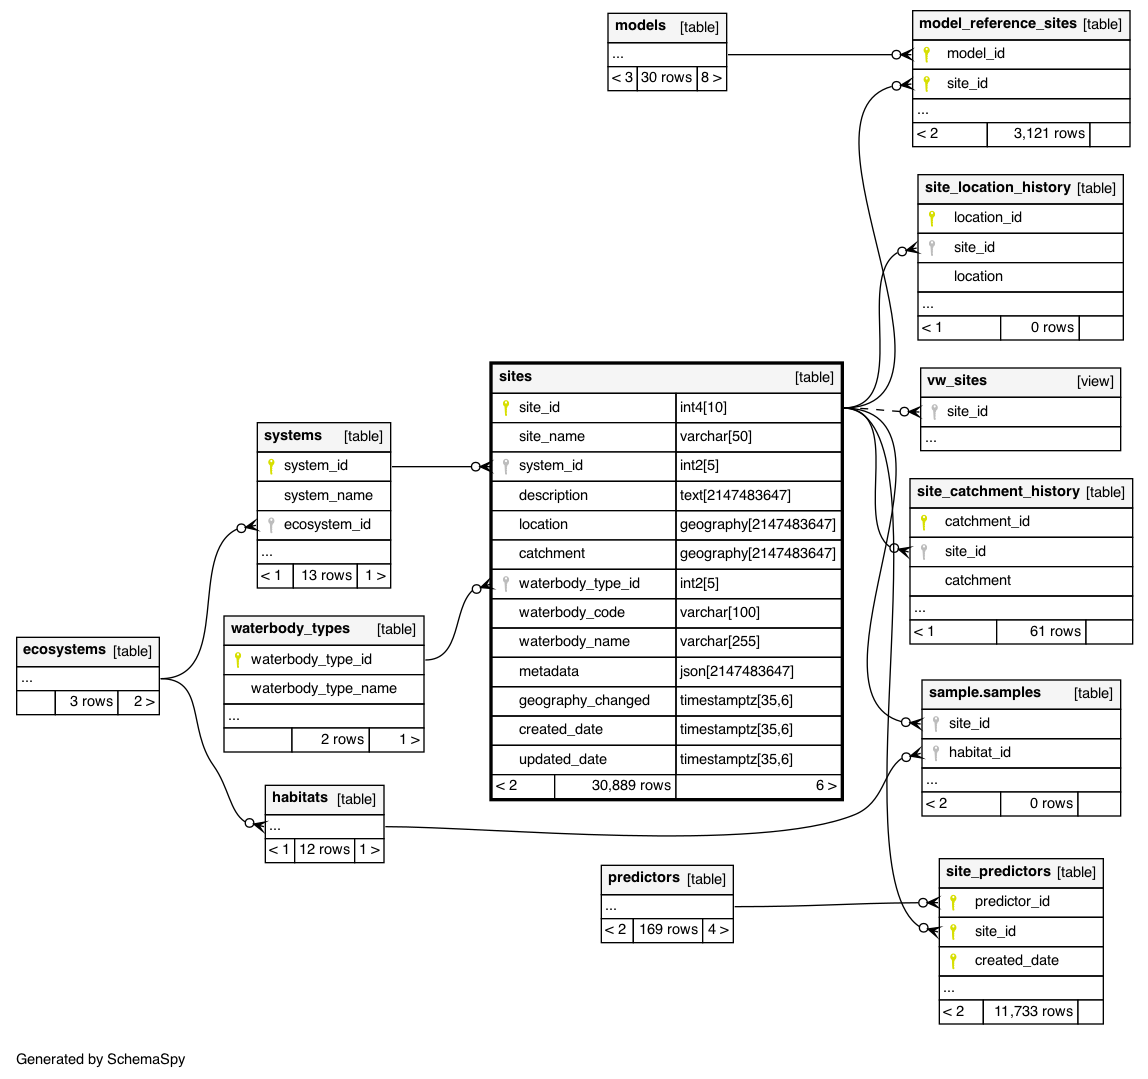 models [table]
...
< 3 30 rows 8 >
model_reference_sites [table]
model_id
site_id
...
< 2 3,121 rows
site_location_history [table]
location_id
site_id
location
...
< 1 0 rows
sites [table]
site_id int4[10]
site_name varchar[50]
system_id int2[5]
description text[2147483647]
location geography[2147483647]
catchment geography[2147483647]
waterbody_type_id int2[5]
waterbody_code varchar[100]
waterbody_name varchar[255]
metadata json[2147483647]
geography_changed timestamptz[35,6]
created_date timestamptz[35,6]
updated_date timestamptz[35,6]
< 2 30,889 rows 6 >
vw_sites [view]
site_id
...
systems [table]
system_id
system_name
ecosystem_id
...
< 1 13 rows 1 >
site_catchment_history [table]
catchment_id
site_id
catchment
...
< 1 61 rows
waterbody_types [table]
waterbody_type_id
waterbody_type_name
...
2 rows 1 >
ecosystems [table]
...
3 rows 2 >
sample.samples [table]
site_id
habitat_id
...
< 2 0 rows
habitats [table]
...
< 1 12 rows 1 >
predictors [table]
...
< 2 169 rows 4 >
site_predictors [table]
predictor_id
site_id
created_date
...
< 2 11,733 rows
Generated by SchemaSpy